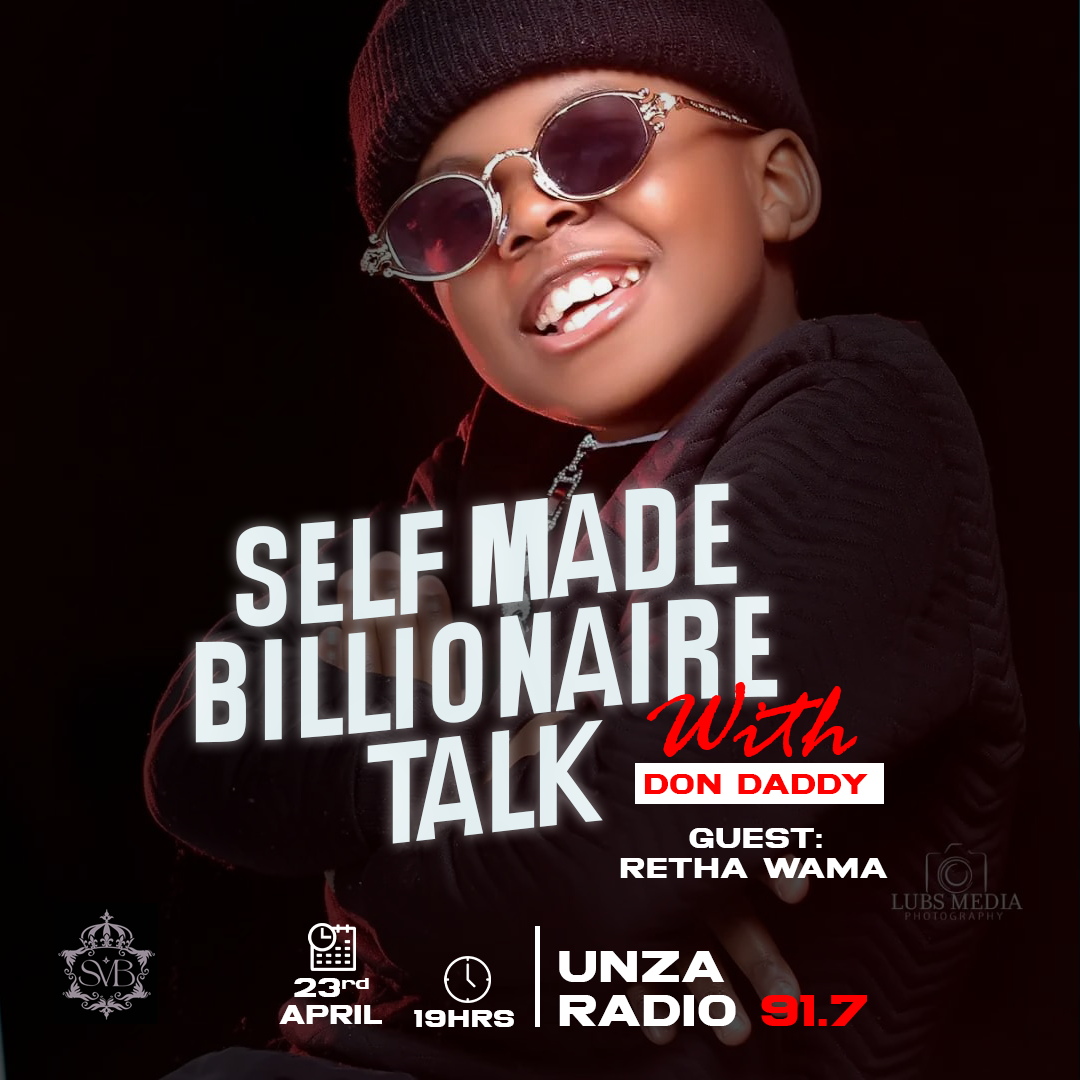 SELF MADE
BILLIONAIRE
TALK
With
DON DADDY
GUEST:
RETHA WAMA
LUBS MEDIA
PHOTOGRAPHY
SVB
23rd
APRIL
19HRS
UNZA
RADIO 91.7